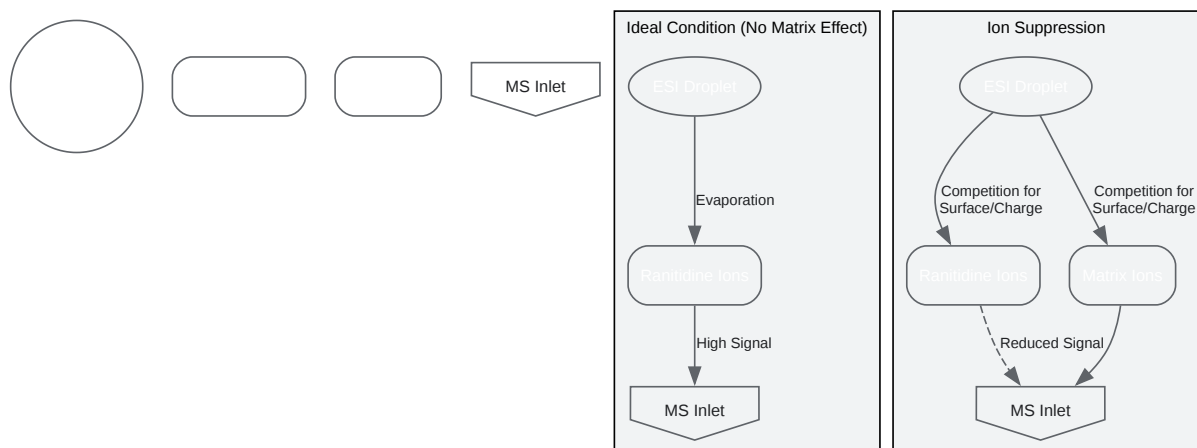 MS Inlet
Ideal Condition (No Matrix Effect)
ESI Droplet
Evaporation
Ranitidine Ions
High Signal
MS Inlet
Ion Suppression
ESI Droplet
Competition for
Surface/Charge
Competition for
Surface/Charge
Ranitidine Ions
Matrix Ions
Reduced Signal
MS Inlet